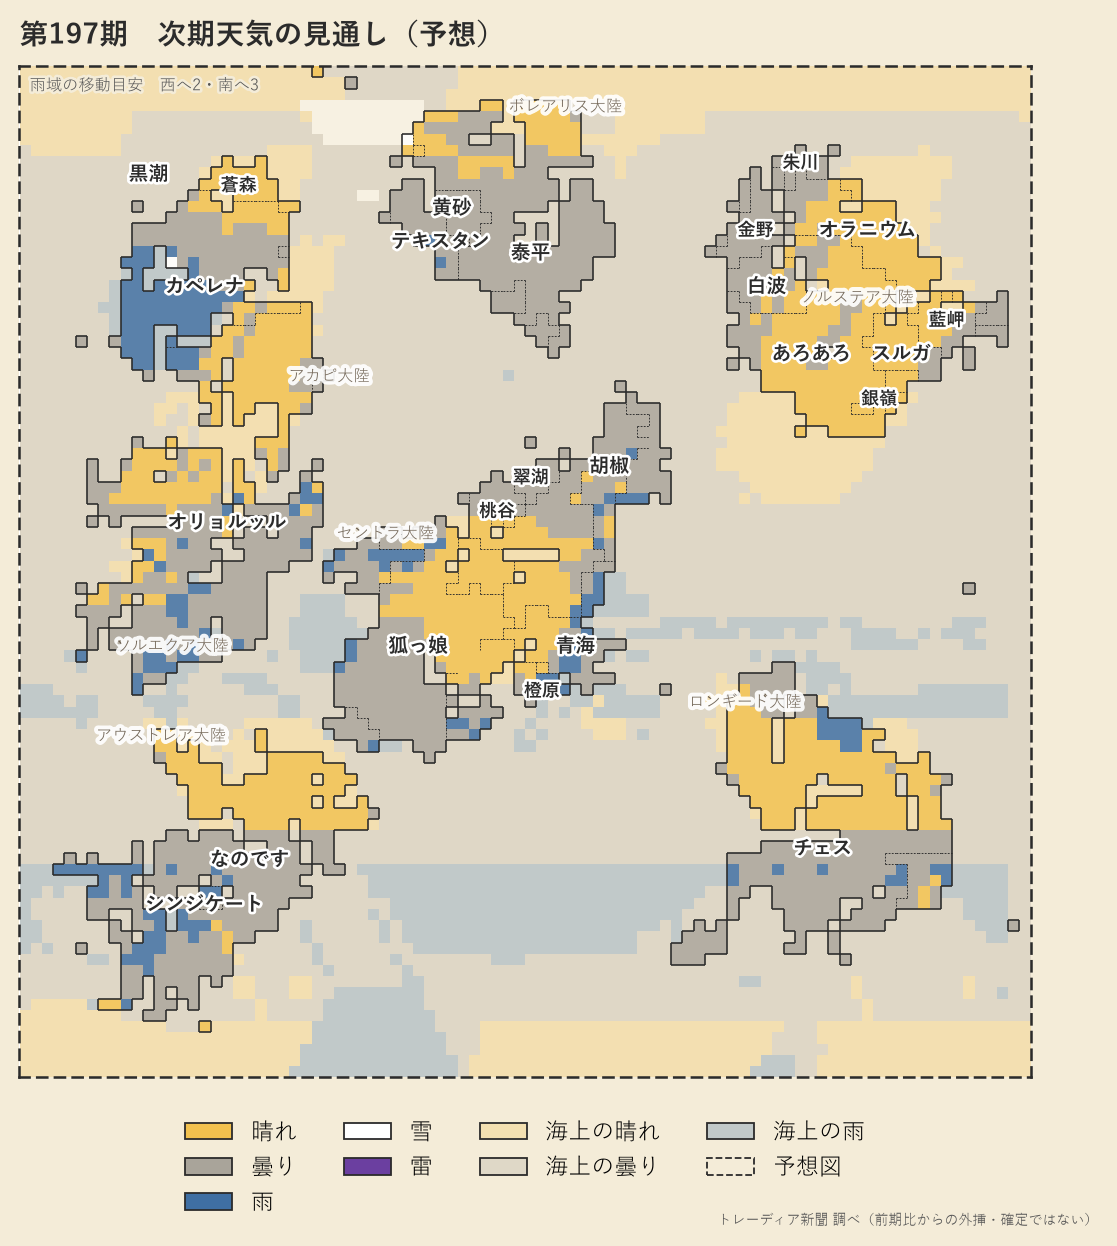 第197期　次期天気の見通し（予想）
雨域の移動目安　西へ2・南へ3
ボレアリス大陸
朱川
黒潮
蒼森
黄砂
金野
オラニウム
テキスタン
泰平
カペレナ
白波
ノルステア大陸
藍岬
あろあろ
スルガ
アカピ大陸
銀嶺
胡椒
翠湖
桃谷
オリョルッル
セントラ大陸
ソルエクア大陸
狐っ娘
青海
橙原
ロンギード大陸
アウストレア大陸
チェス
なのです
シンジケート
晴れ
雪
海上の晴れ
海上の雨
曇り
雷
海上の曇り
予想図
雨
トレーディア新聞 調べ（前期比からの外挿・確定ではない）